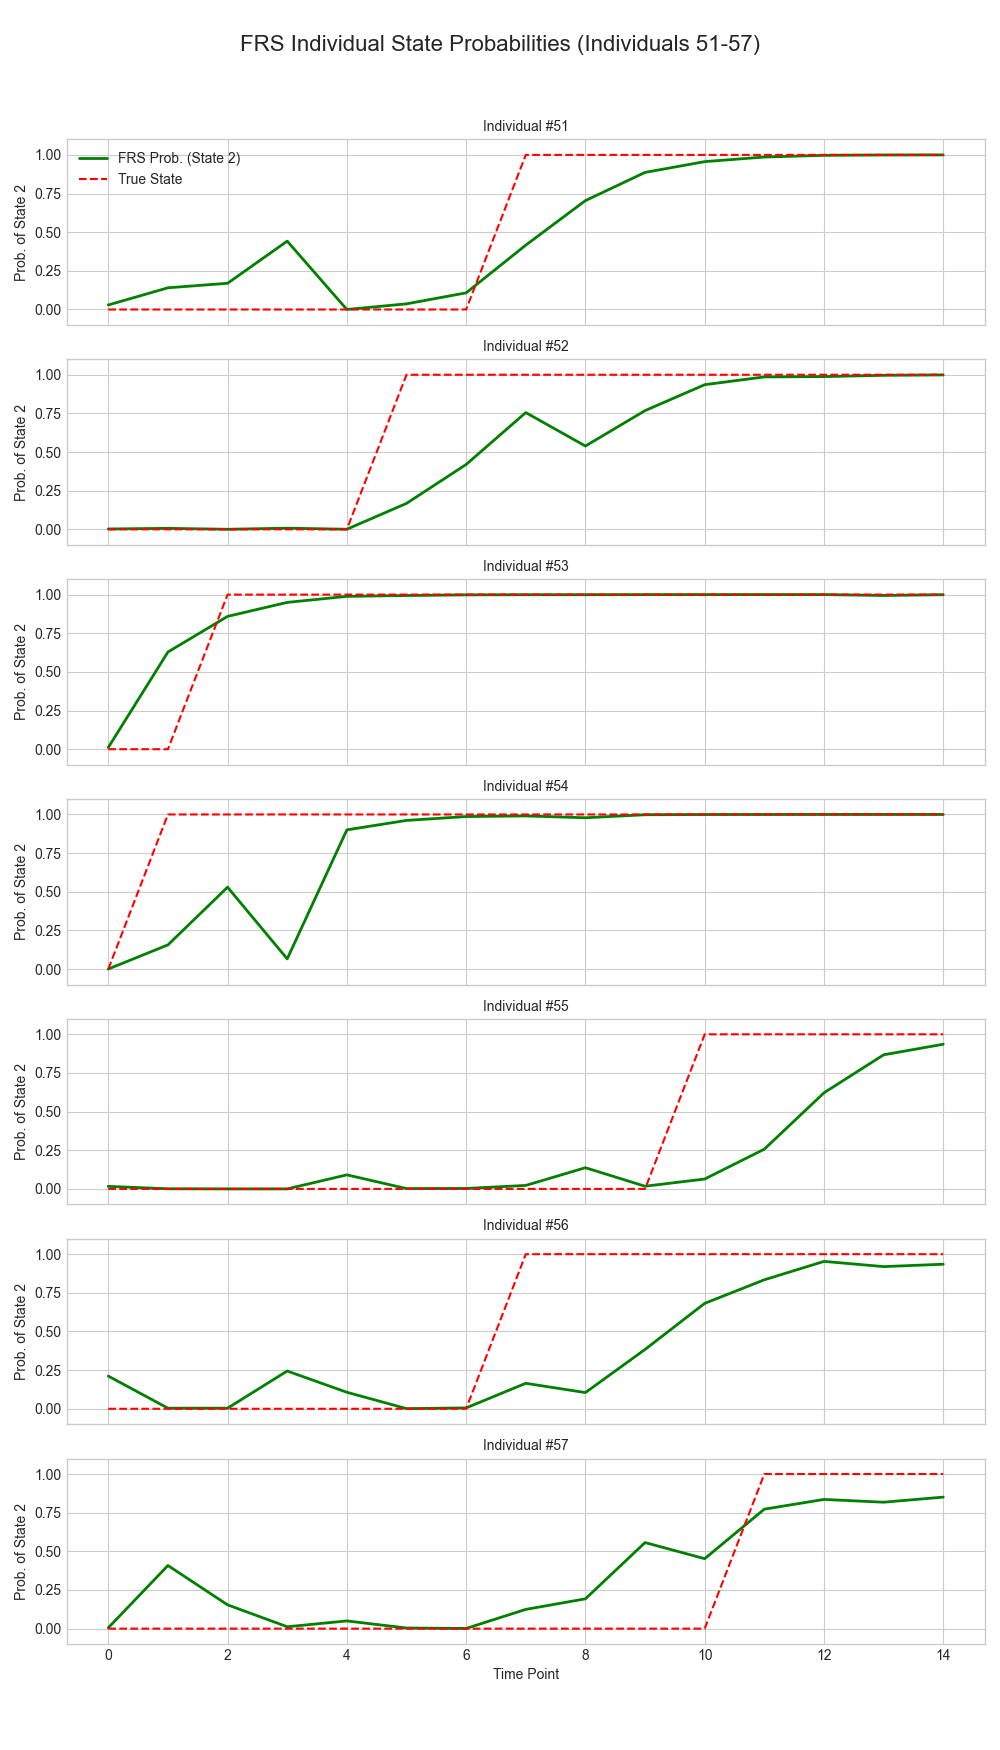 FRS Individual State Probabilities (Individuals 51-57)
Individual #51
FRS Prob. (State 2)
True State
Prob. of State 2
1.00
0.75
0.50
0.25
0.00
Individual #52
Prob. of State 2
1.00
0.75
0.50
0.25
0.00
Individual #53
Prob. of State 2
1.00
0.75
0.50
0.25
0.00
Individual #54
Prob. of State 2
1.00
0.75
0.50
0.25
0.00
Individual #55
Prob. of State 2
1.00
0.75
0.50
0.25
0.00
Individual #56
Prob. of State 2
1.00
0.75
0.50
0.25
0.00
Individual #57
Prob. of State 2
1.00
0.75
0.50
0.25
0.00
0 2 4 6 8 10 12 14
Time Point